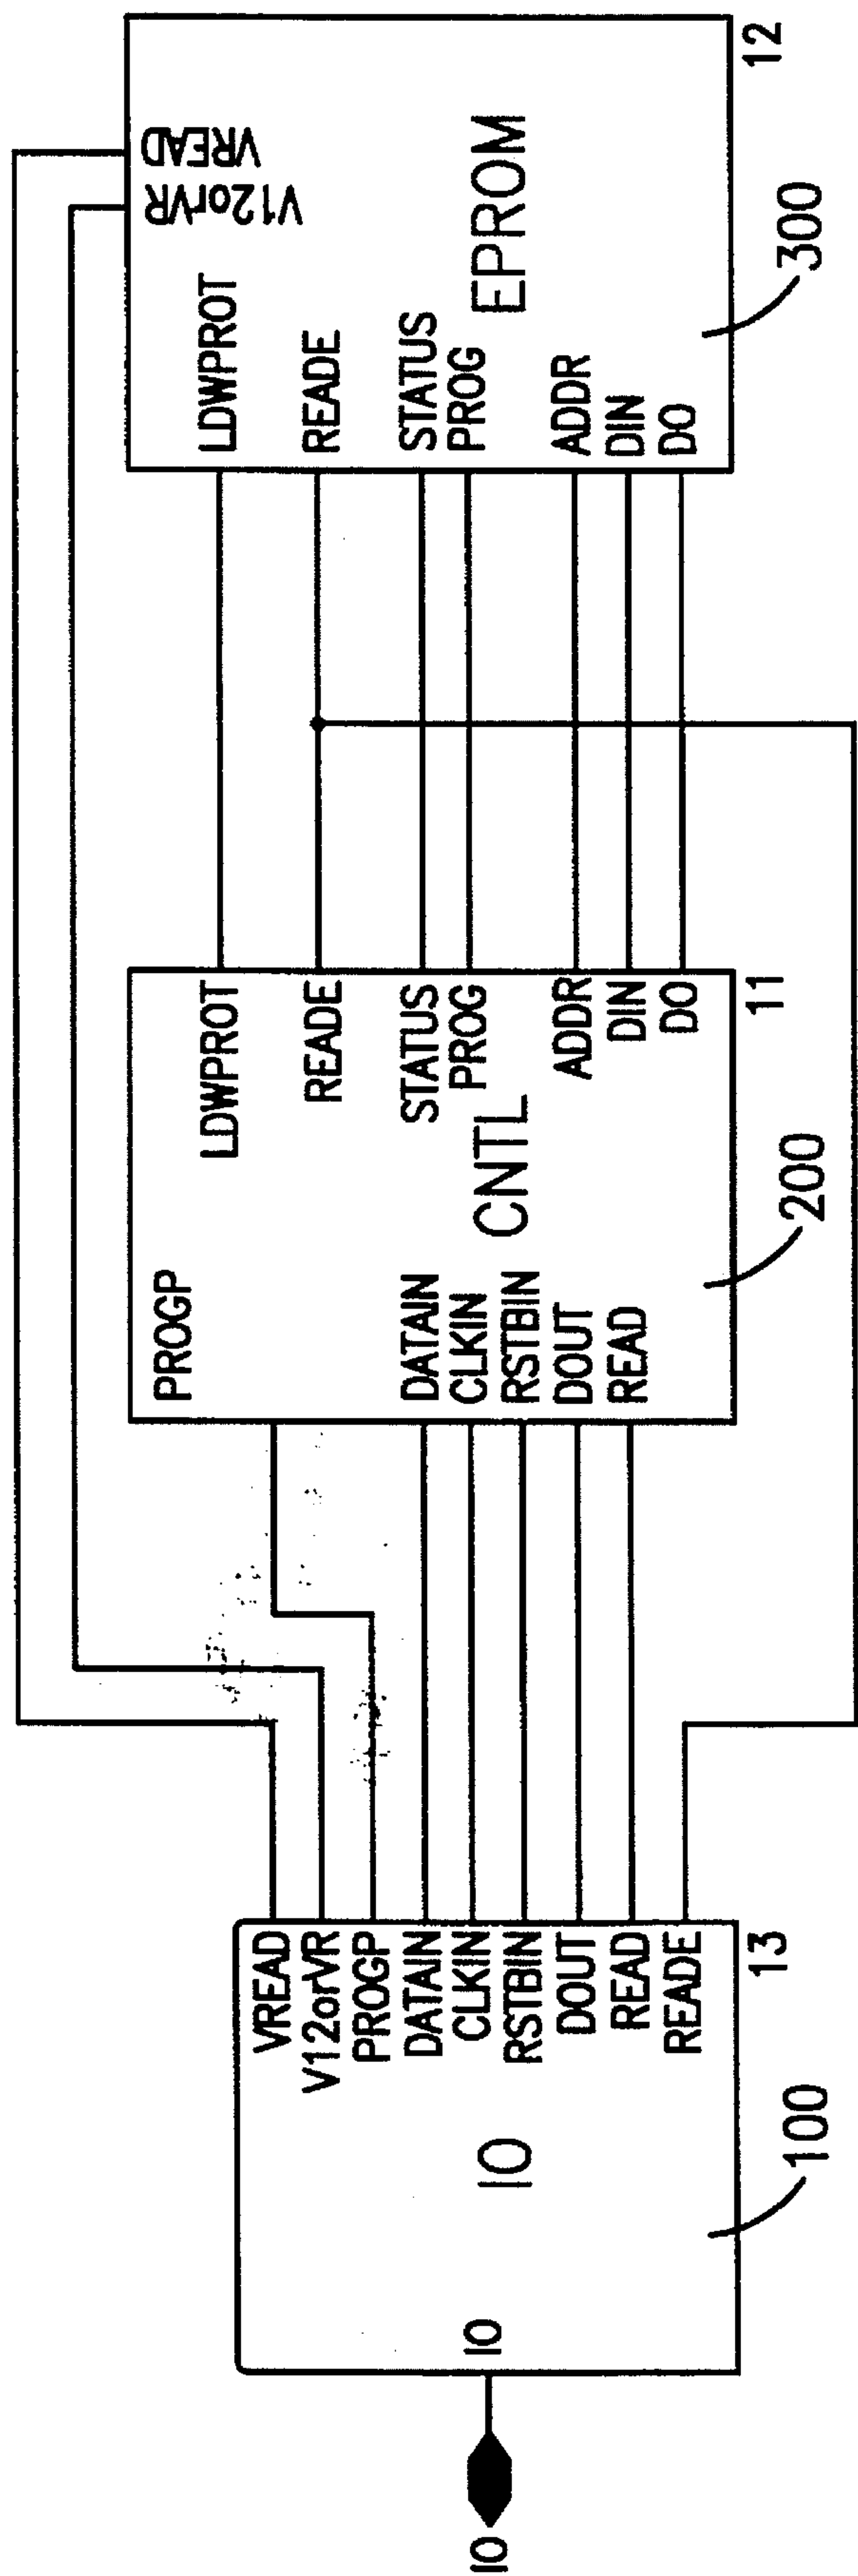 IO
IO
IO
100
13
VREAD
V12orVR
PROGP
DATAIN
CLKIN
RSTBIN
DOUT
READ
READE
PROGP
DATAIN
CLKIN
RSTBIN
DOUT
READ
CNTL
200
11
LDWPROT
READE
STATUS
PROG
ADDR
DIN
DO
LDWPROT
READE
STATUS
PROG
ADDR
DIN
DO
V12orVR
VREAD
EPROM
300
12